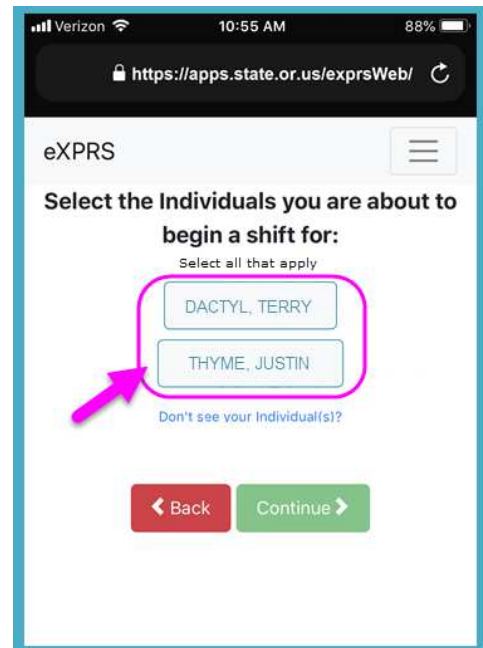 Verizon 10:55 AM 88%
https://apps.state.or.us/exprsWeb/
eXPRS
Select the Individuals you are about to
begin a shift for:
Select all that apply
DACTYL, TERRY
THYME, JUSTIN
Don't see your Individual(s)?
Back Continue